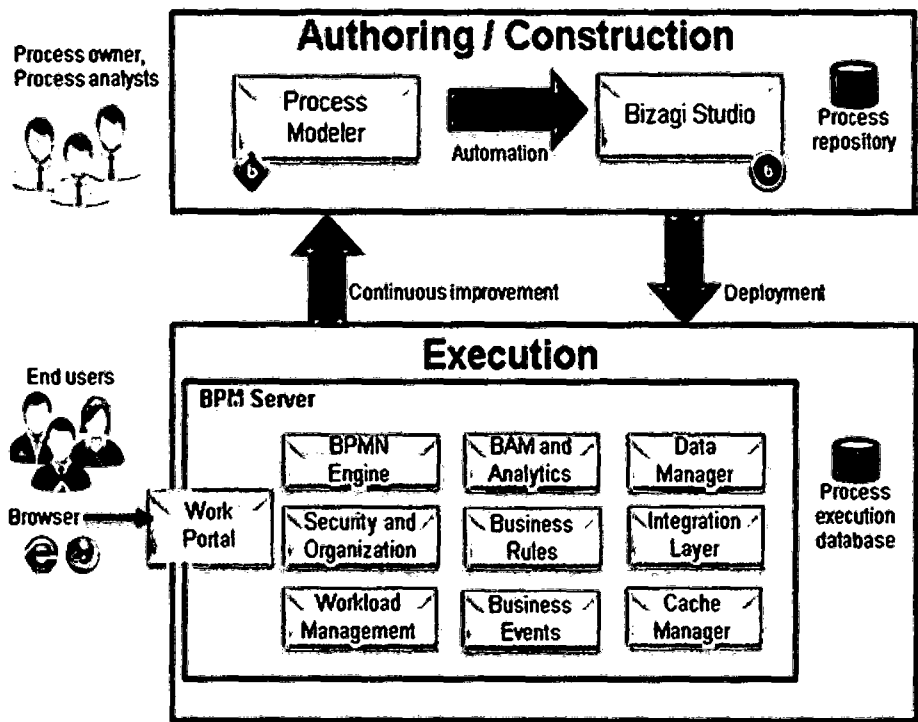 Authoring / Construction
Process owner,
Process analysts
Process
Modeler
Automation
Bizagi Studio
Process
repository
Continuous improvement
Deployment
Execution
End users
BPM Server
BPMN
Engine
BAM and
Analytics
Data
Manager
Browser
Work
Portal
Security and
Organization
Business
Rules
Integration
Layer
Process
execution
database
Workload
Management
Business
Events
Cache
Manager